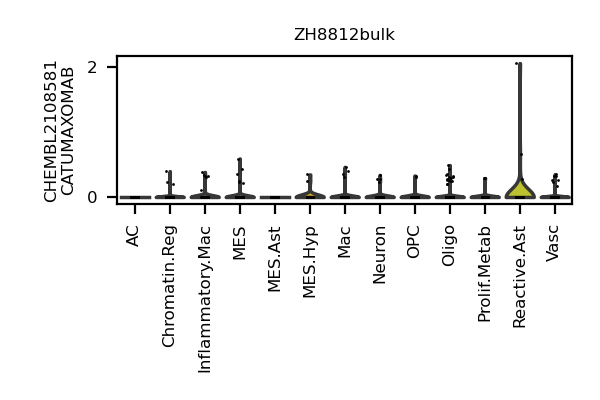 ZH8812bulk
CHEMBL2108581
CATUMAXOMAB
2
0
AC
Chromatin.Reg
Inflammatory.Mac
MES
MES.Ast
MES.Hyp
Mac
Neuron
OPC
Oligo
Prolif.Metab
Reactive.Ast
Vasc